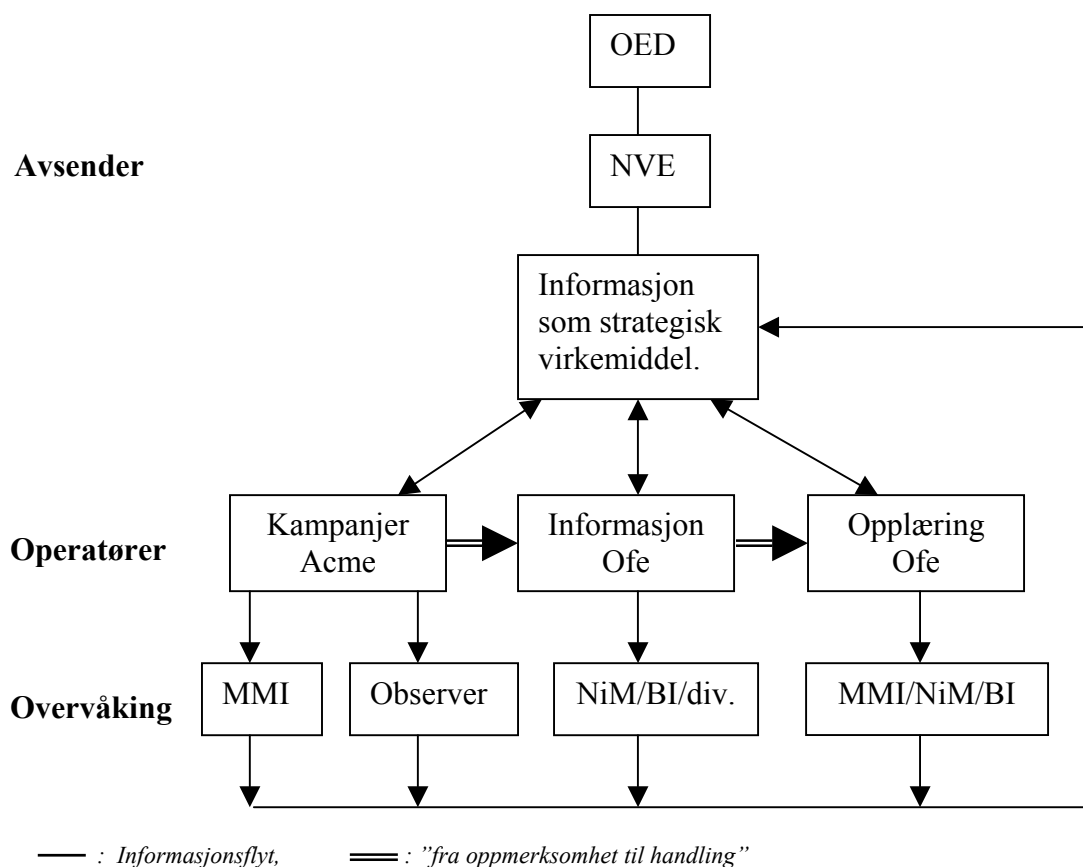 OED
Avsender
NVE
Informasjon
som strategisk
virkemiddel.
Operatører
Kampanjer
Acme
Informasjon
Ofe
Opplæring
Ofe
Overvåking
MMI
Observer
NiM/BI/div.
MMI/NiM/BI
: Informasjonsflyt,
: ”fra oppmerksomhet til handling”